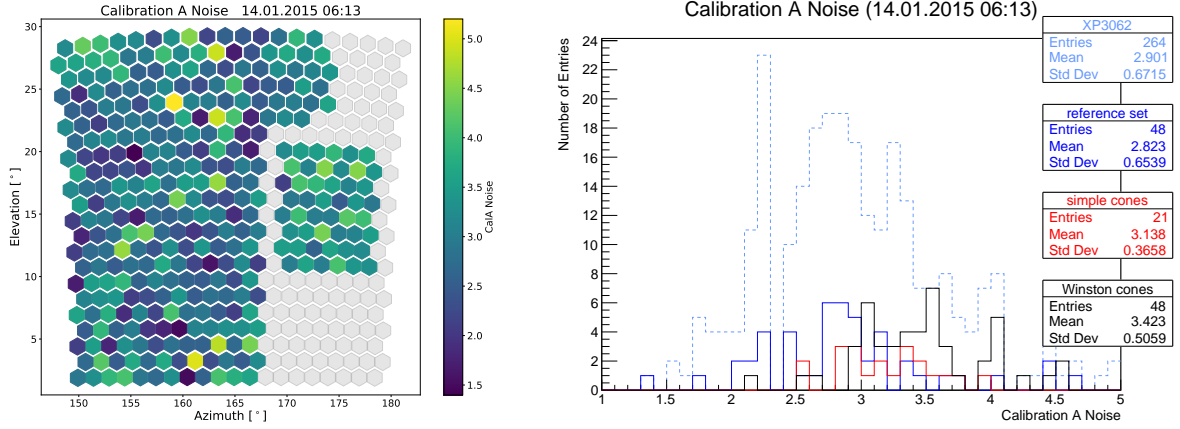 Calibration A Noise   14.01.2015 06:13
30
25
20
15
10
5
Elevation [°]
150
155
160
165
170
175
180
Azimuth [°]
5.0
4.5
4.0
3.5
3.0
2.5
2.0
1.5
CalA Noise
Calibration A Noise (14.01.2015 06:13)
Number of Entries
24
22
20
18
16
14
12
10
8
6
4
2
0
1
1.5
2
2.5
3
3.5
4
4.5
5
Calibration A Noise
XP3062
Entries 264
Mean 2.901
Std Dev 0.6715
reference set
Entries 48
Mean 2.823
Std Dev 0.6539
simple cones
Entries 21
Mean 3.138
Std Dev 0.3658
Winston cones
Entries 48
Mean 3.423
Std Dev 0.5059